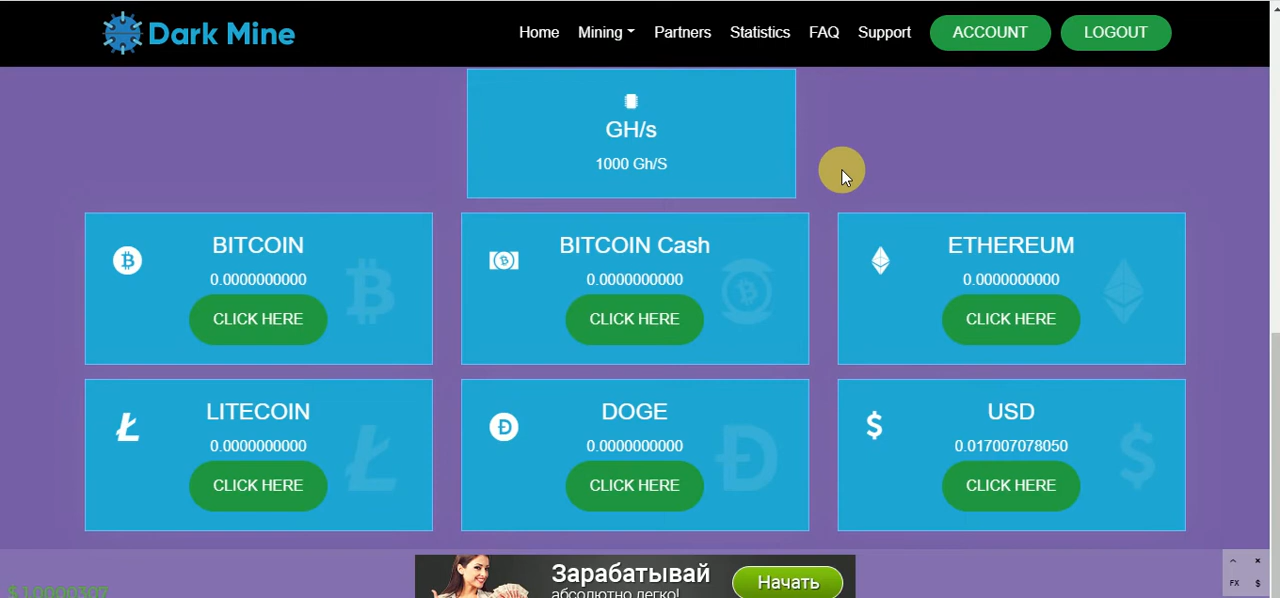 Dark Mine
Home Mining Partners Statistics FAQ Support ACCOUNT LOGOUT
GH/s
1000 Gh/S
BITCOIN
0.0000000000
CLICK HERE
BITCOIN Cash
0.0000000000
CLICK HERE
ETHEREUM
0.0000000000
CLICK HERE
LITECOIN
0.0000000000
CLICK HERE
DOGE
0.0000000000
CLICK HERE
USD
0.017007078050
CLICK HERE
Зарабатывай
абсолютно легко!
Начать
FX $